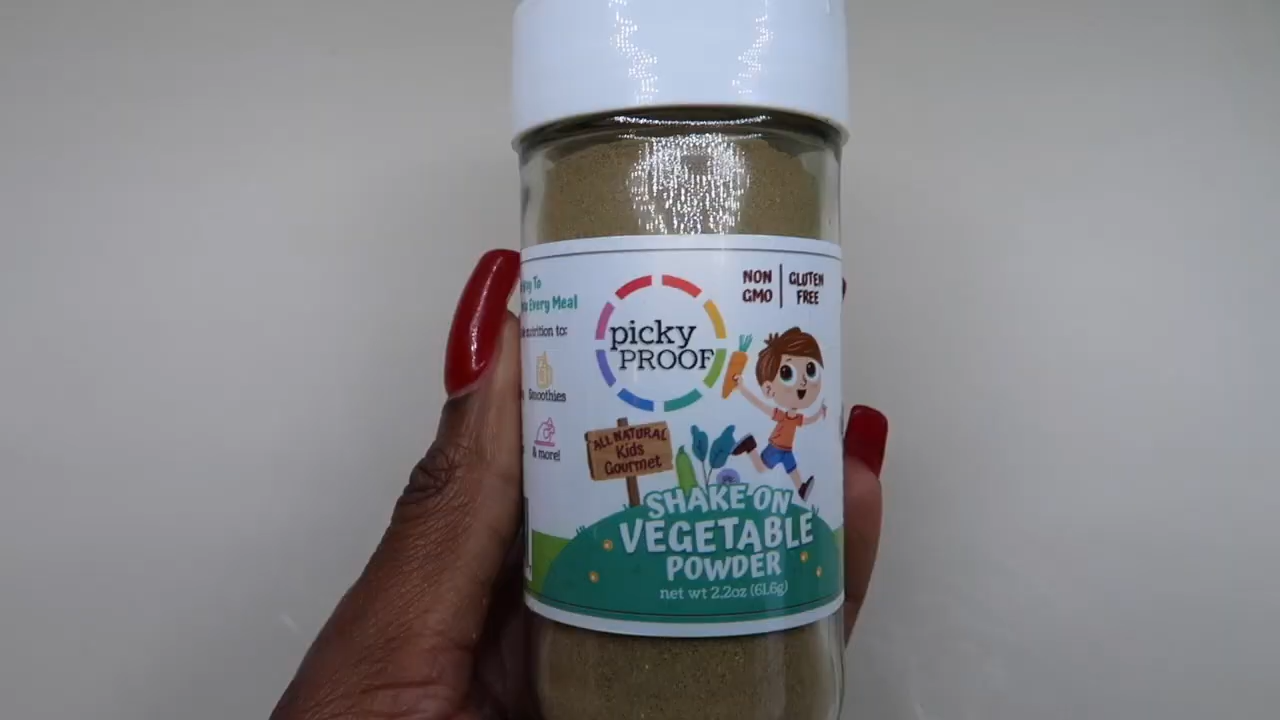 To
Every Meal
nutrition to:
Smoothies
& more!
picky
PROOF
NON
GMO
GLUTEN
FREE
ALL NATURAL
Kids
Gourmet
SHAKE-ON
VEGETABLE
POWDER
net wt 2.2oz (61.6g)